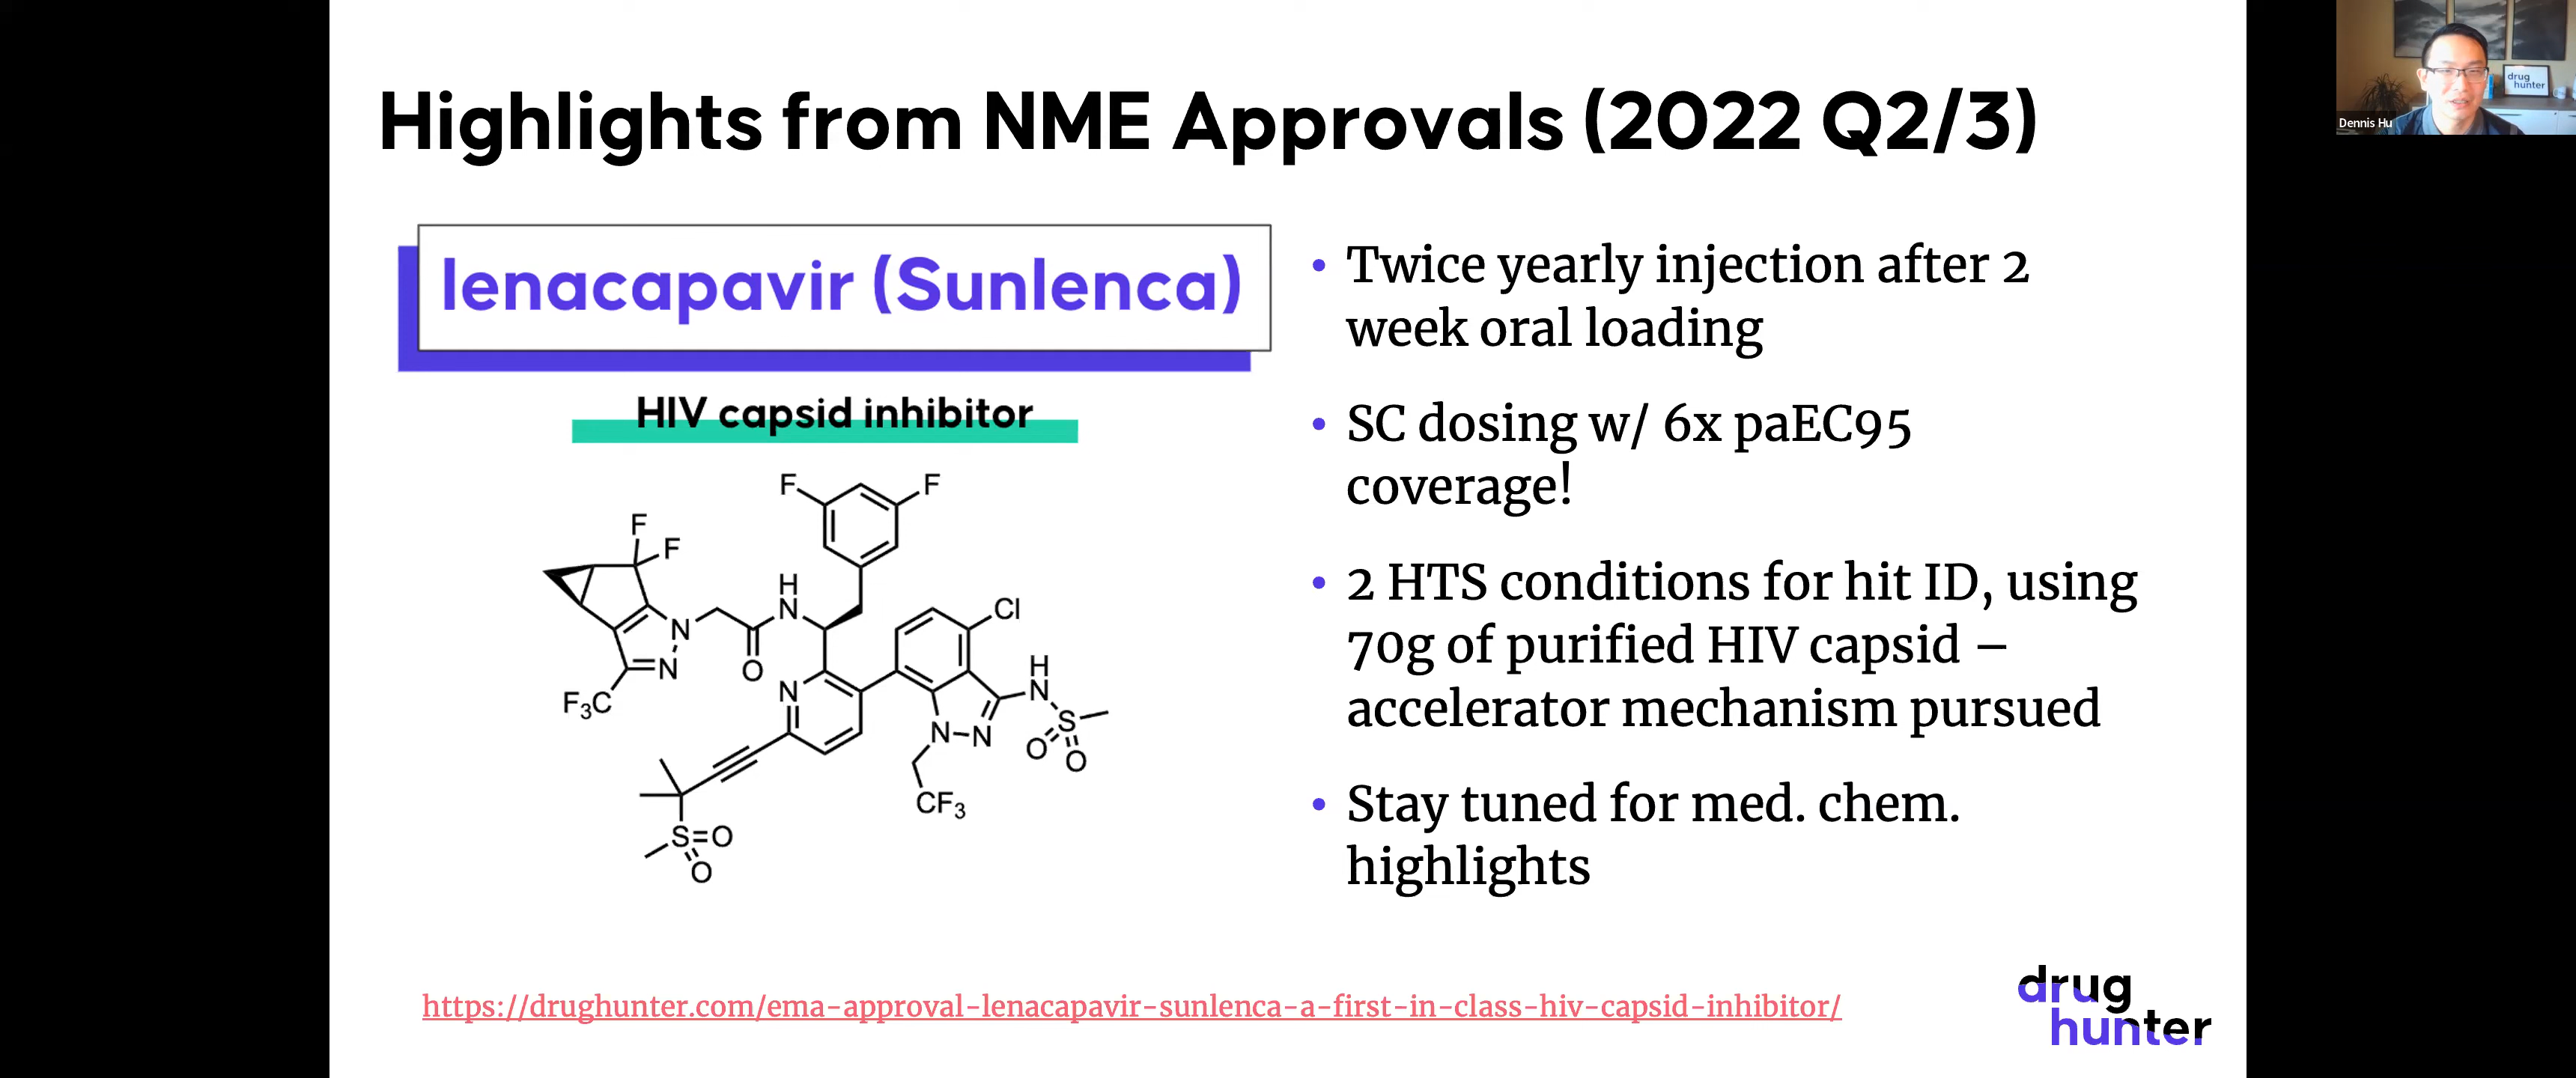 Highlights from NME Approvals (2022 Q2/3)
drug
hunter
Dennis Hu
lenacapavir (Sunlenca)
HIV capsid inhibitor
F
F
F
F
H
N
N
N
O
F₃C
N
Cl
H
N
S
O
O
N-N
CF₃
S=O
O
• Twice yearly injection after 2
week oral loading
• SC dosing w/ 6x paEC95
coverage!
• 2 HTS conditions for hit ID, using
70g of purified HIV capsid –
accelerator mechanism pursued
• Stay tuned for med. chem.
highlights
https://drughunter.com/ema-approval-lenacapavir-sunlenca-a-first-in-class-hiv-capsid-inhibitor/
drug
hunter